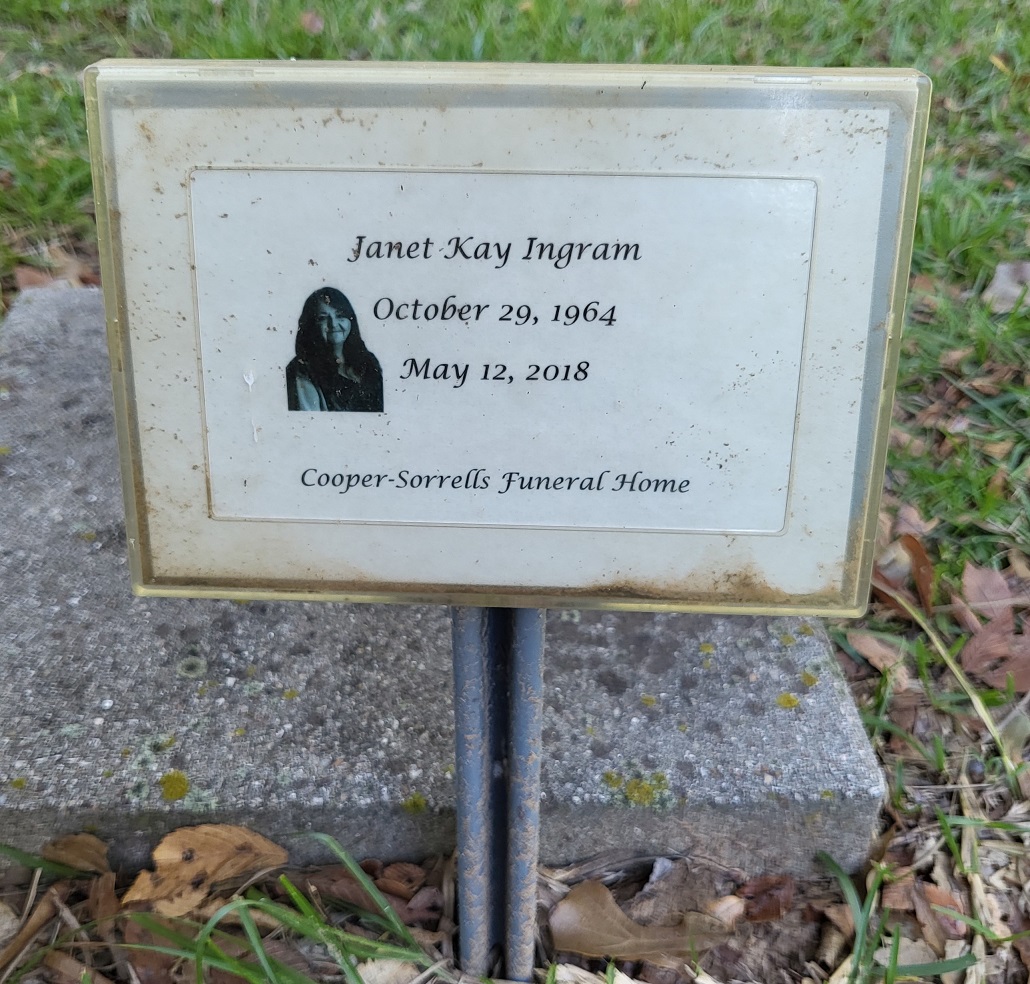 Janet Kay Ingram
October 29, 1964
May 12, 2018
Cooper-Sorrells Funeral Home